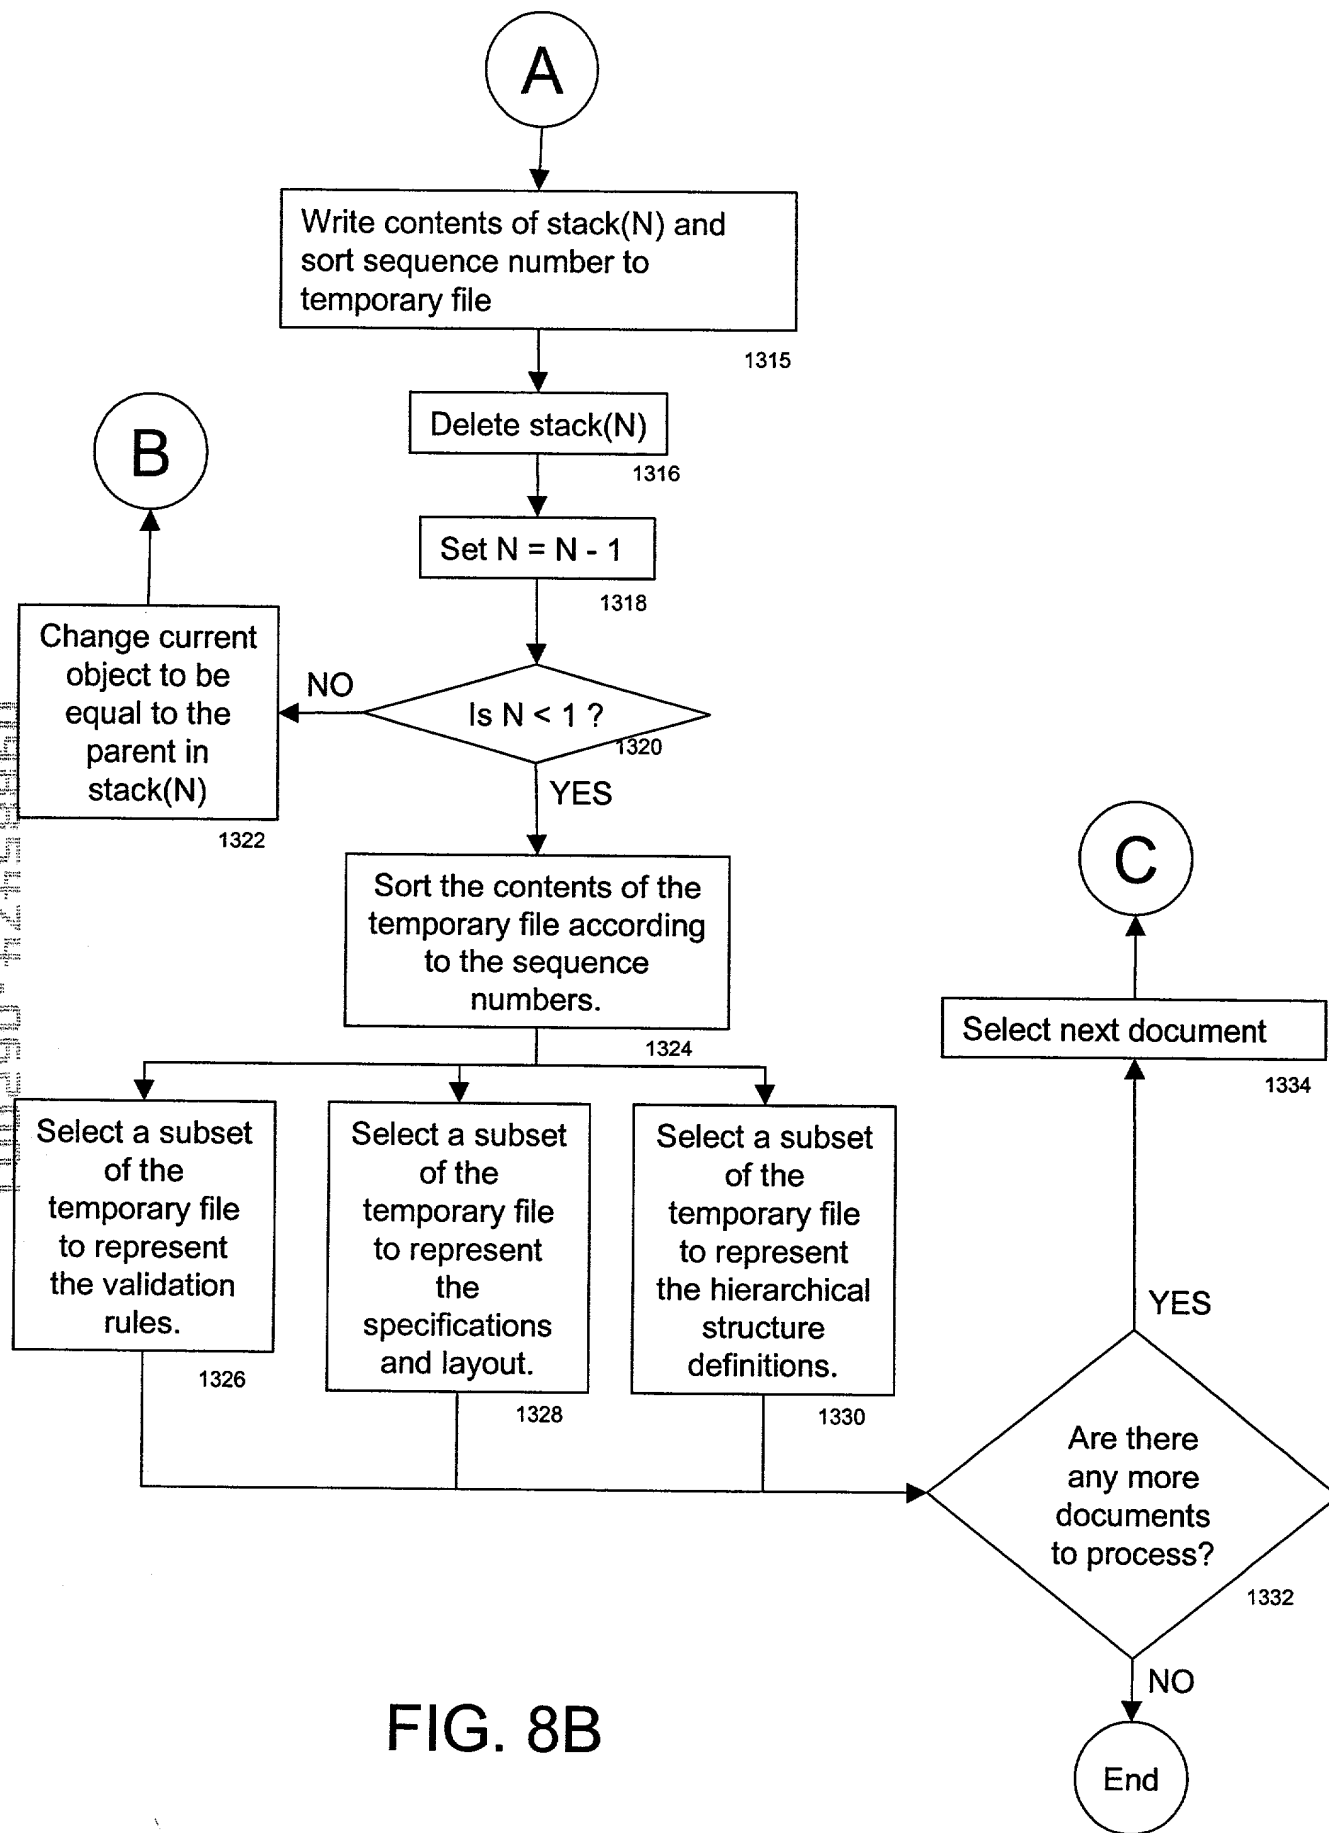 A
Write contents of stack(N) and
sort sequence number to
temporary file
1315
Delete stack(N)
1316
B
Set N = N - 1
1318
Change current
object to be
equal to the
parent in
stack(N)
1322
NO
Is N < 1 ?
1320
YES
Sort the contents of the
temporary file according
to the sequence
numbers.
1324
C
Select next document
1334
Select a subset
of the
temporary file
to represent
the validation
rules.
1326
Select a subset
of the
temporary file
to represent
the
specifications
and layout.
1328
Select a subset
of the
temporary file
to represent
the hierarchical
structure
definitions.
1330
YES
Are there
any more
documents
to process?
1332
NO
End
FIG. 8B